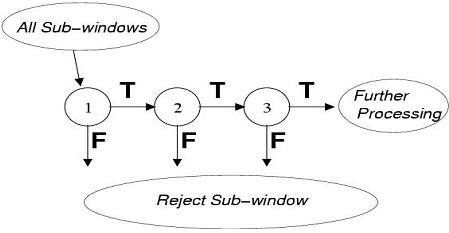 All Sub-windows
T T T
1 2 3
Further
Processing
F F F
Reject Sub-window